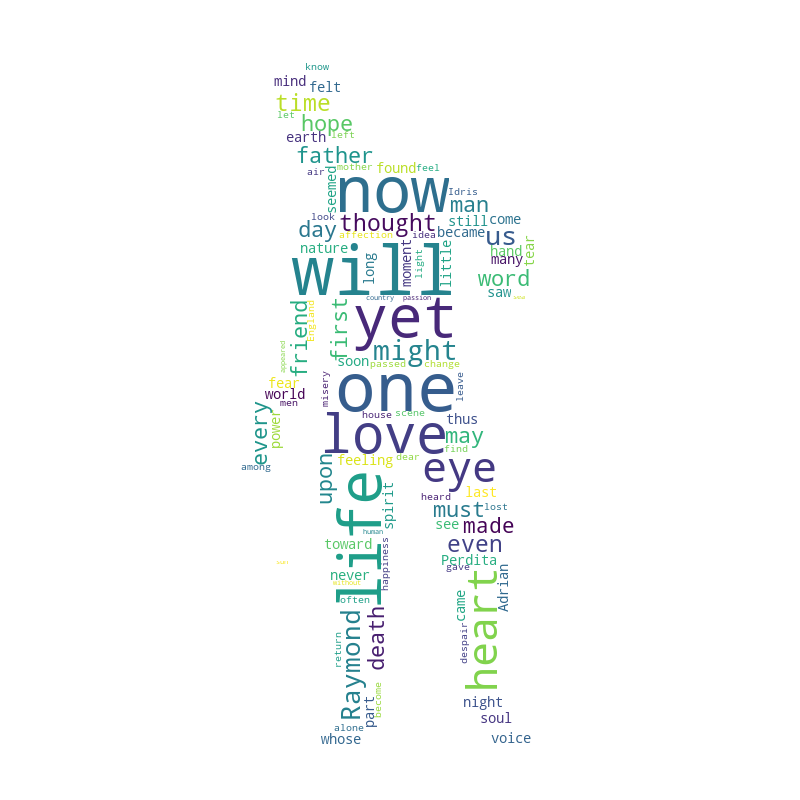 know
mind
felt
time
let
hope
earth
left
father
mother
found
feel
air
seemed
now
Idris
man
look
thought
still
come
day
affection
idea
became
us
nature
long
moment
light
little
hand
tear
many
will
word
saw
country
passion
friend
England
first
yet
might
appeared
soon
passed
change
fear
world
men
misery
one
leave
every
power
house
scene
thus
love
may
find
among
upon
feeling
dear
eye
life
spirit
heard
last
must
lost
see
made
human
toward
happiness
even
Perdita
gave
never
without
often
came
Adrian
heart
Raymond
death
return
despair
part
become
night
soul
alone
whose
voice